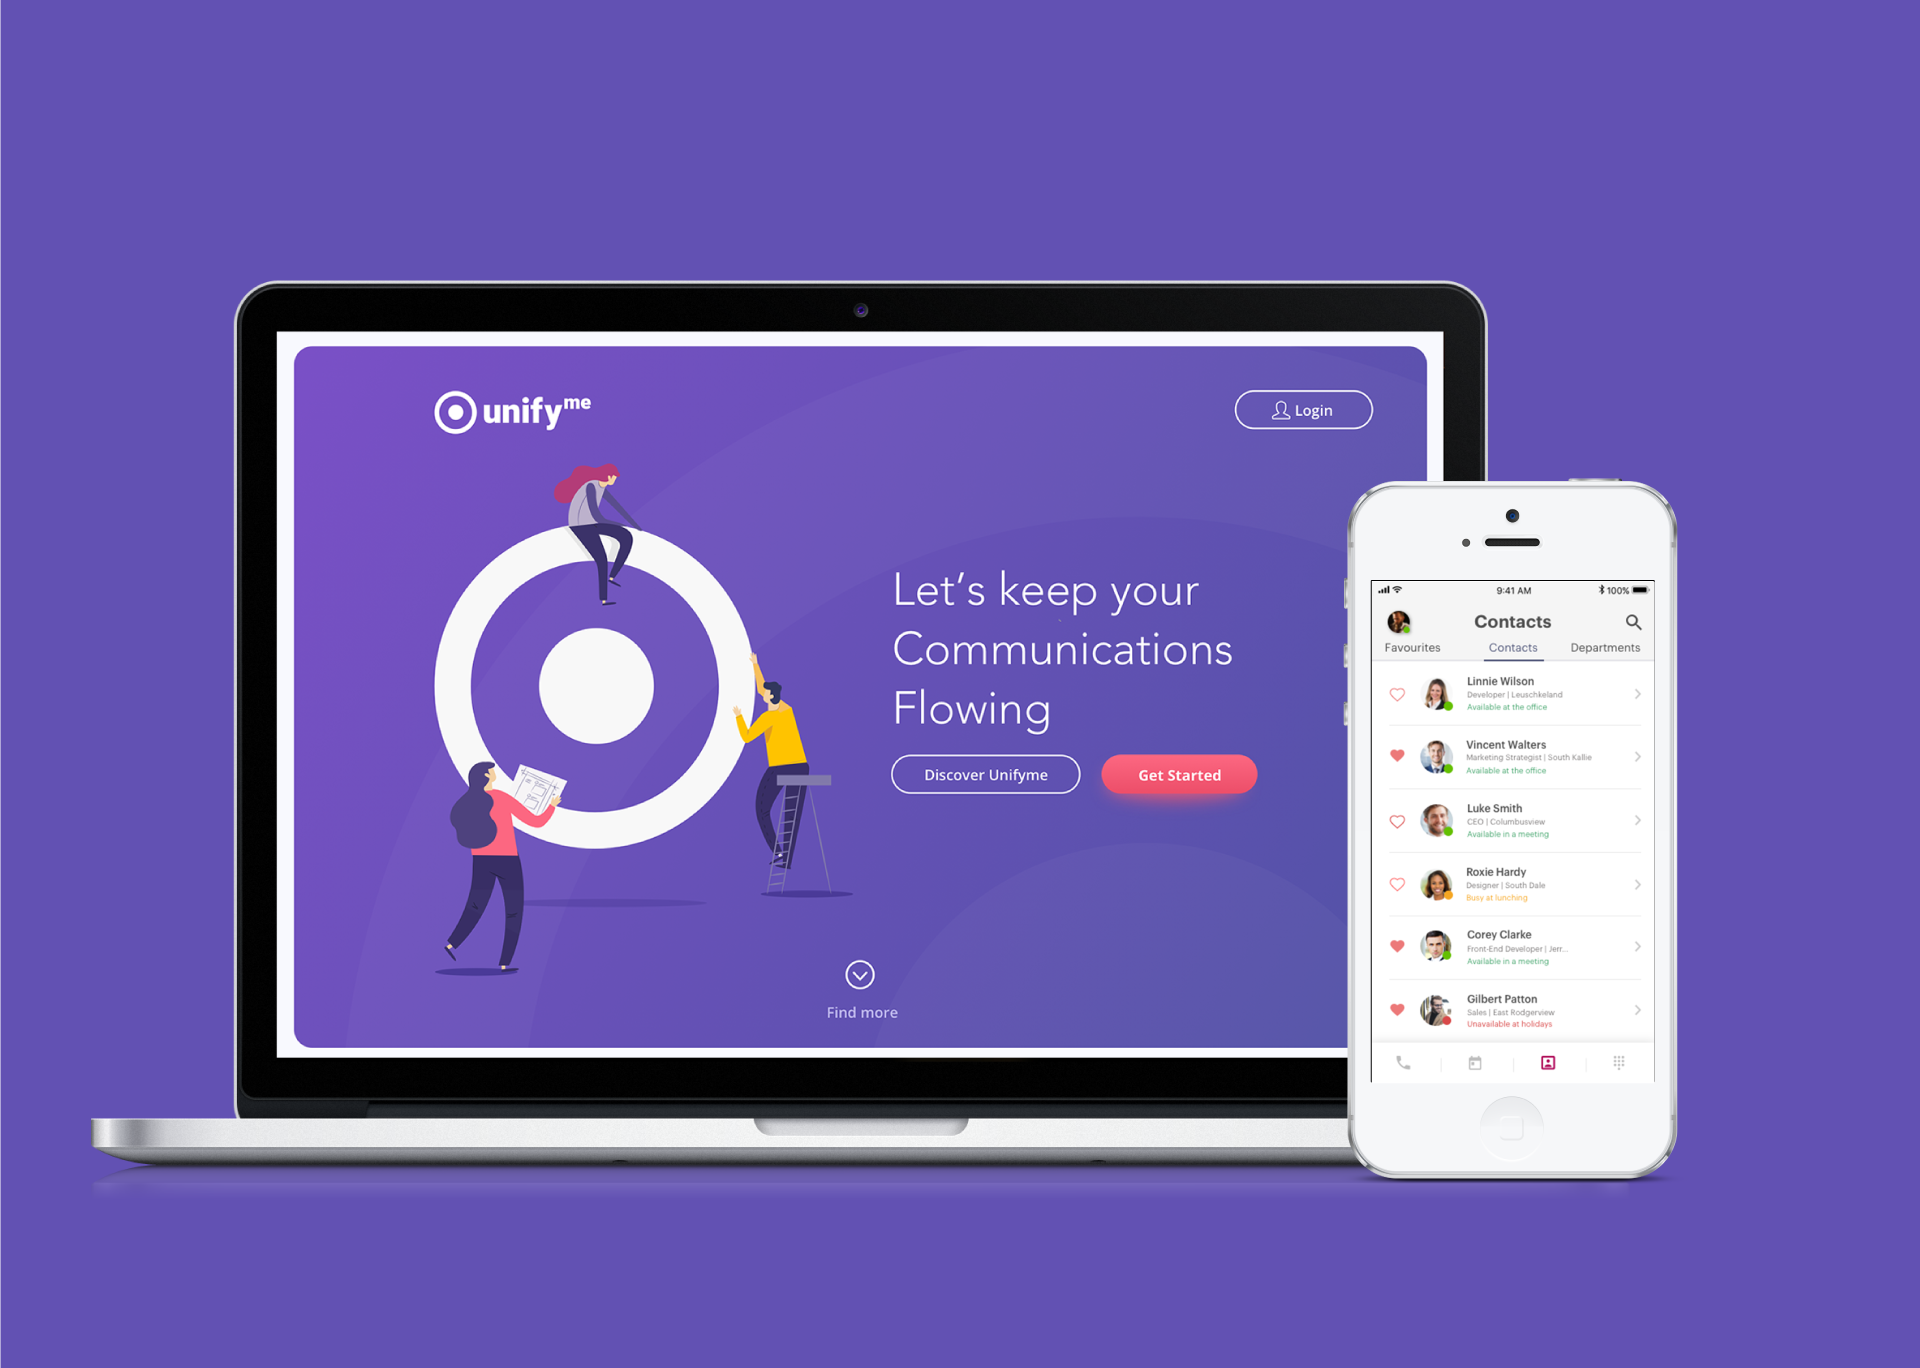 unifyme
Login
Let's keep your
Communications
Flowing
Discover Unifyme
Get Started
Find more
9:41 AM
100%
Contacts
Favourites
Contacts
Departments
Linnie Wilson
Developer | Leuschkeland
Available at the office
Vincent Walters
Marketing Strategist | South Kallie
Available at the office
Luke Smith
CEO | Columbusview
Available in a meeting
Roxie Hardy
Designer | South Dale
Busy at lunching
Corey Clarke
Front-End Developer | Jerr...
Available in a meeting
Gilbert Patton
Sales | East Rodgerview
Unavailable at holidays